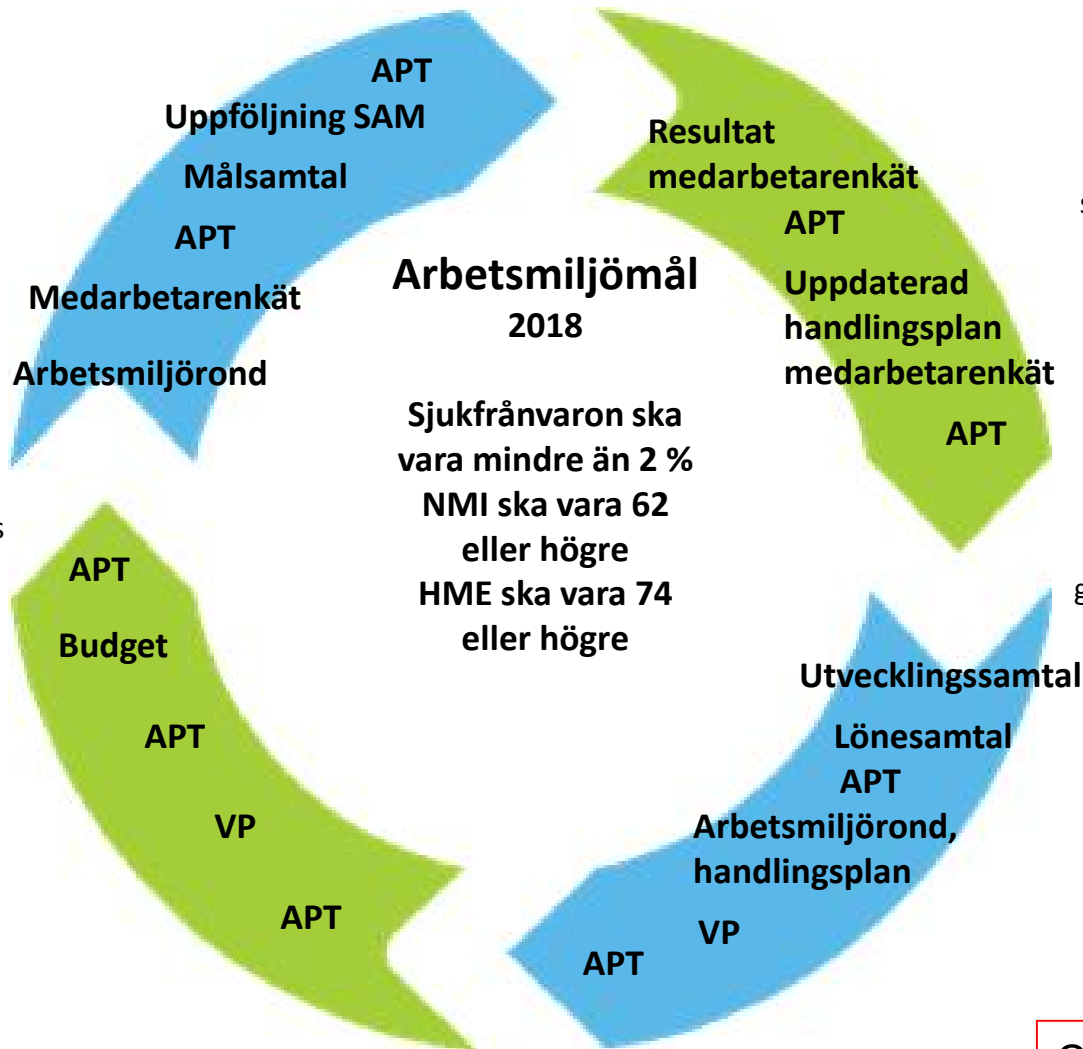 APT
Uppföljning SAM
Målsamtal
APT
Medarbetarenkät
Arbetsmiljörond
Resultat
medarbetarenkät
APT
Uppdaterad
handlingsplan
medarbetarenkät
APT
Arbetsmiljömål
2018
Sjukfrånvaron ska
vara mindre än 2 %
NMI ska vara 62
eller högre
HME ska vara 74
eller högre
APT
Budget
APT
VP
APT
Utvecklingssamtal
Lönesamtal
APT
Arbetsmiljörond,
handlingsplan
VP
APT